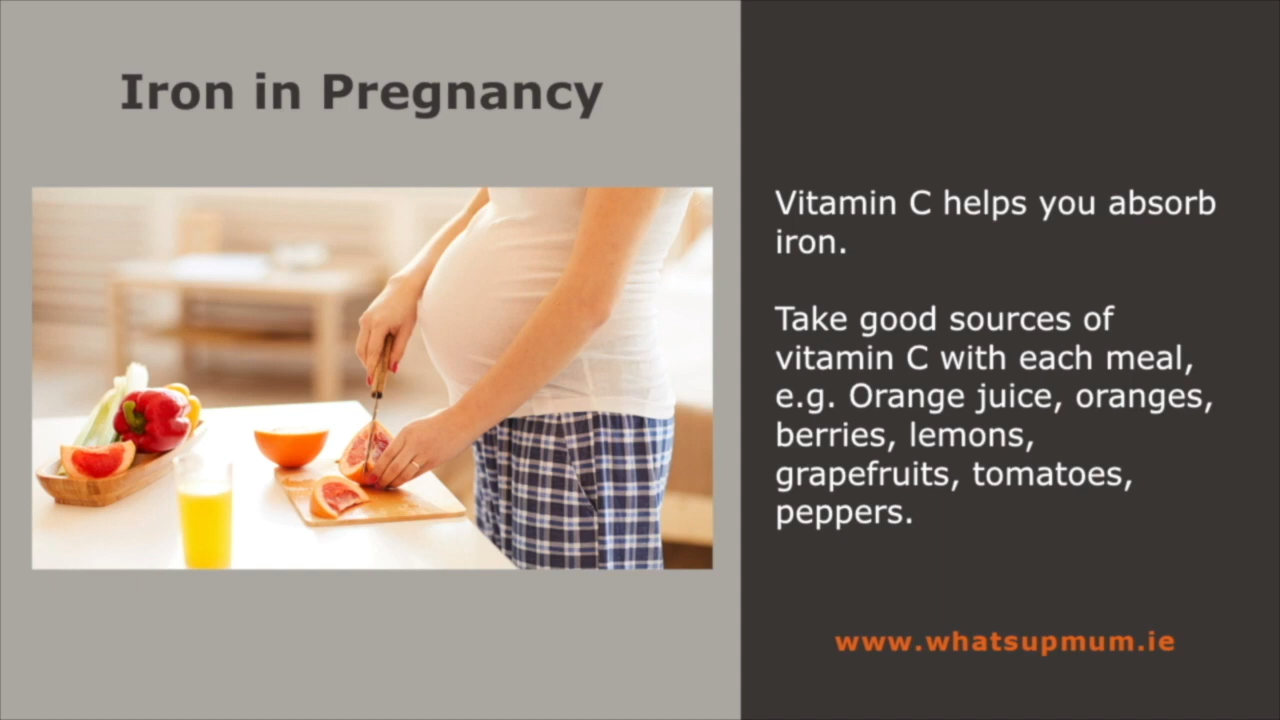 Iron in Pregnancy
Vitamin C helps you absorb
iron.
Take good sources of
vitamin C with each meal,
e.g. Orange juice, oranges,
berries, lemons,
grapefruits, tomatoes,
peppers.
www.whatsupmum.ie